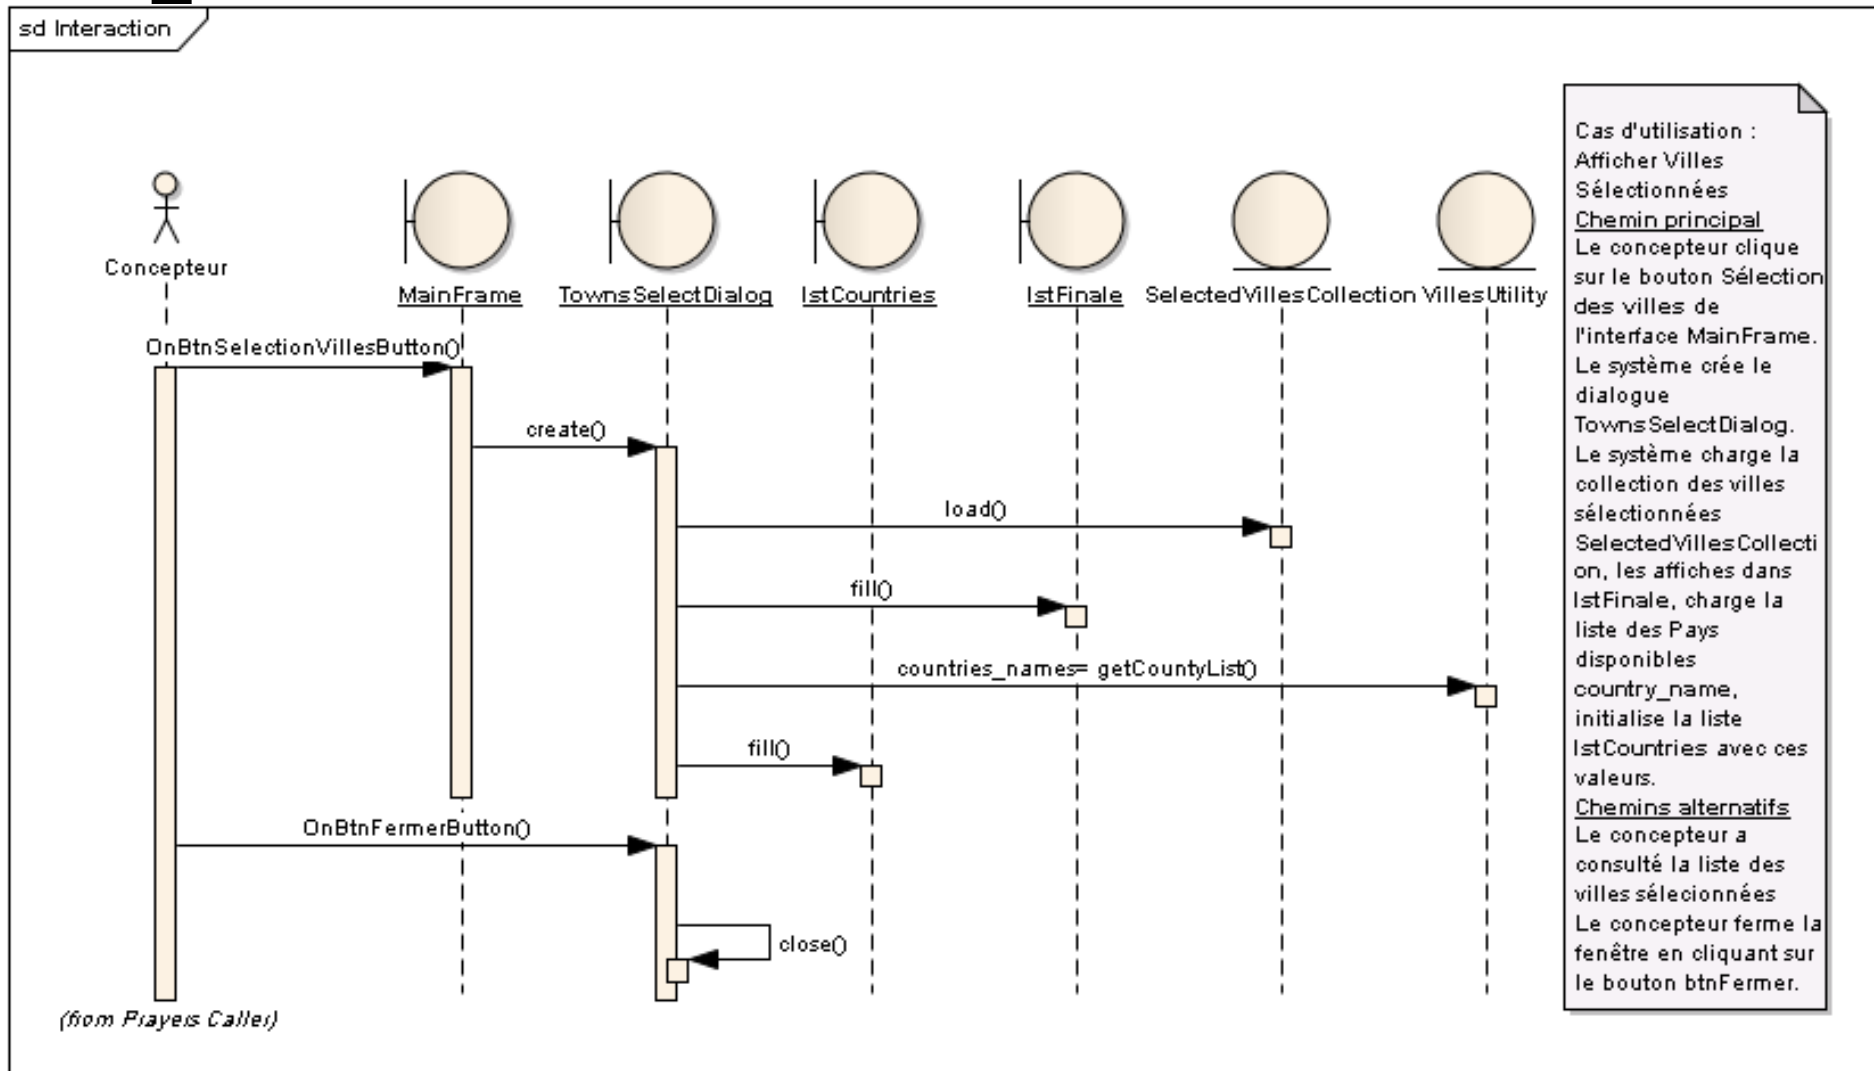 sd Interaction
Concepteur
MainFrame
TownsSelectDialog
lstCountries
lstFinale
SelectedVillesCollection
VillesUtility
OnBtnSelectionVillesButton()
create()
load()
fill()
countries_names= getCountyList()
fill()
OnBtnFermerButton()
close()
(from Prayers Caller)
Cas d'utilisation :
Afficher Villes
Sélectionnées
Chemin principal
Le concepteur clique
sur le bouton Sélection
des villes de
l'interface MainFrame.
Le système crée le
dialogue
TownsSelectDialog.
Le système charge la
collection des villes
sélectionnées
SelectedVillesCollecti
on, les affiches dans
lstFinale, charge la
liste des Pays
disponibles
country_name,
initialise la liste
lstCountries avec ces
valeurs.
Chemins alternatifs
Le concepteur a
consulté la liste des
villes sélecionnées
Le concepteur ferme la
fenêtre en cliquant sur
le bouton btnFermer.